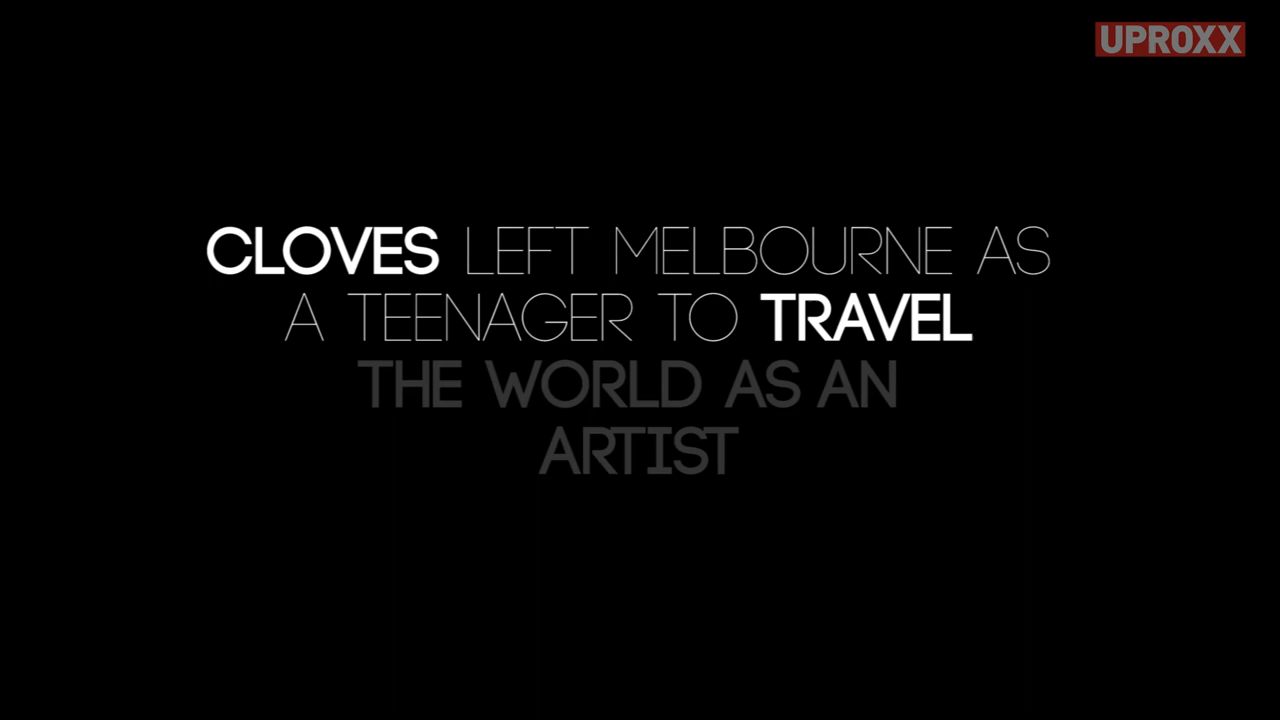 UPROXX
CLOVES LEFT MELBOURNE AS
A TEENAGER TO TRAVEL
THE WORLD AS AN
ARTIST